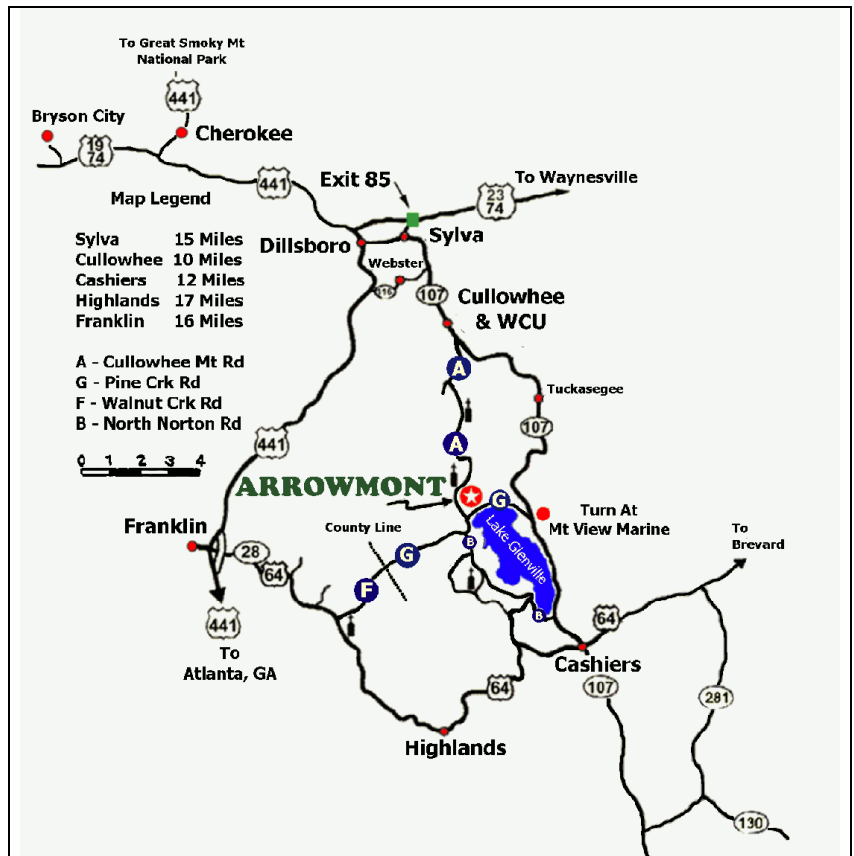 To Great Smoky Mt
National Park
441
Bryson City
Cherokee
19
74
441
Exit 85
To Waynesville
23
74
Map Legend
Sylva 15 Miles
Cullowhee 10 Miles
Cashiers 12 Miles
Highlands 17 Miles
Franklin 16 Miles
Dillsboro
Sylva
Webster
116
107
Cullowhee
& WCU
A - Cullowhee Mt Rd
G - Pine Crk Rd
F - Walnut Crk Rd
B - North Norton Rd
A
Tuckasegee
107
441
A
0 1 2 3 4
ARROWMONT
G
Turn At
Mt View Marine
Franklin
County Line
Lake Glenville
To
Brevard
28
64
G
B
F
B
64
441
To
Atlanta, GA
Cashiers
64
107
281
Highlands
130